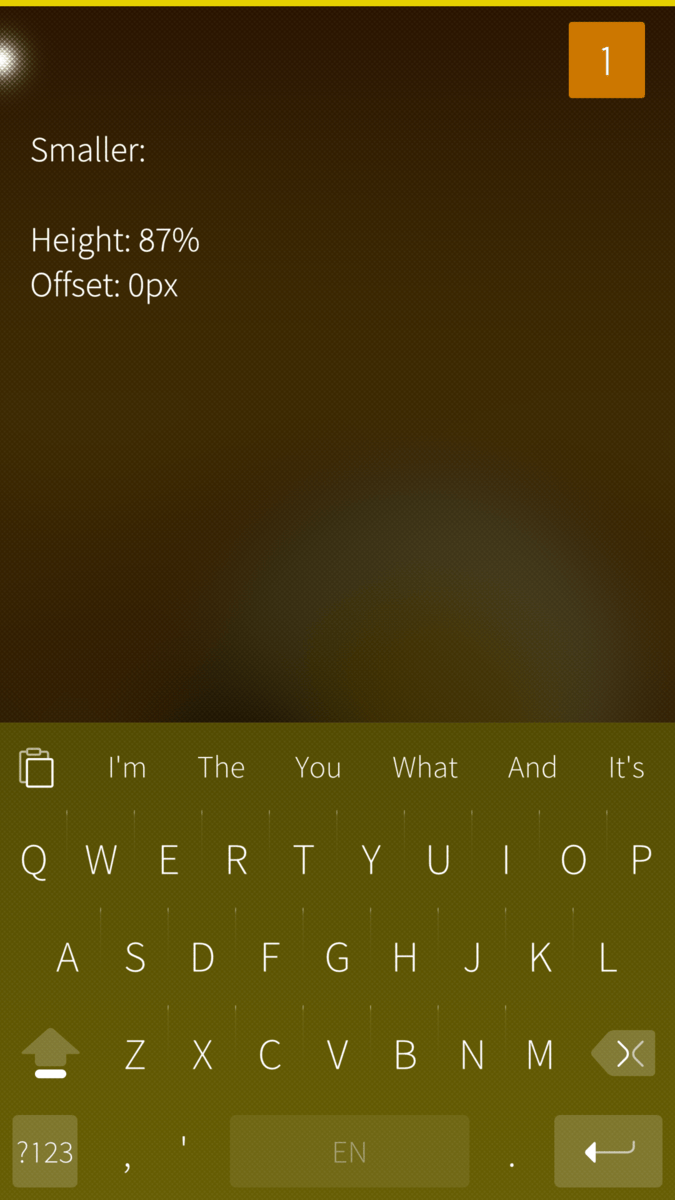 1
Smaller:
Height: 87%
Offset: 0px
I'm The You What And It's
Q W E R T Y U I O P
A S D F G H J K L
Z X C V B N M
?123 , ' EN .